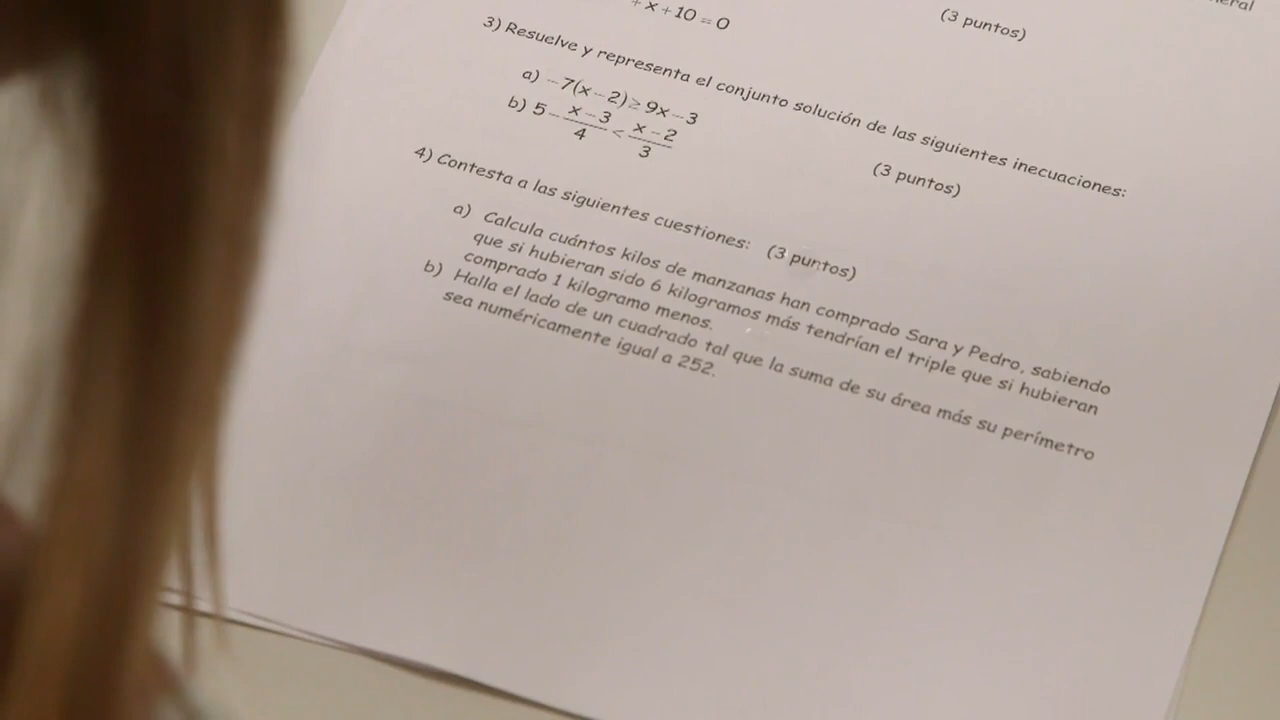 + x + 10 = 0
(3 puntos)
3) Resuelve y representa el conjunto solución de las siguientes inecuaciones:
a) -7(x-2) ≥ 9x-3
b) 5 - (x-3)/4 < (x-2)/3
(3 puntos)
4) Contesta a las siguientes cuestiones: (3 puntos)
a) Calcula cuántos kilos de manzanas han comprado Sara y Pedro, sabiendo
que si hubieran sido 6 kilogramos más tendrían el triple que si hubieran
comprado 1 kilogramo menos.
b) Halla el lado de un cuadrado tal que la suma de su área más su perímetro
sea numéricamente igual a 252.